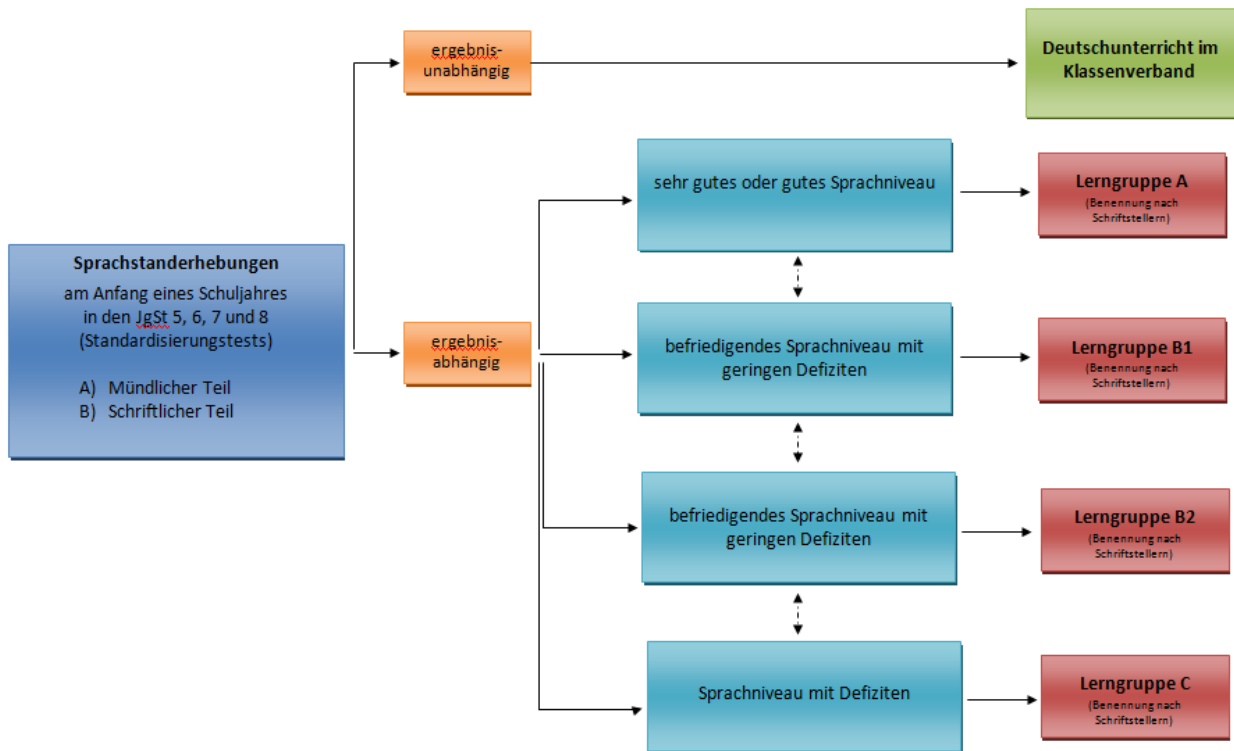 Sprachstanderhebungen
am Anfang eines Schuljahres
in den JgSt 5, 6, 7 und 8
(Standardisierungstests)
A) Mündlicher Teil
B) Schriftlicher Teil
ergebnis-
unabhängig
Deutschunterricht im
Klassenverband
ergebnis-
abhängig
sehr gutes oder gutes Sprachniveau
Lerngruppe A
(Benennung nach
Schriftstellern)
befriedigendes Sprachniveau mit
geringen Defiziten
Lerngruppe B1
(Benennung nach
Schriftstellern)
befriedigendes Sprachniveau mit
geringen Defiziten
Lerngruppe B2
(Benennung nach
Schriftstellern)
Sprachniveau mit Defiziten
Lerngruppe C
(Benennung nach
Schriftstellern)